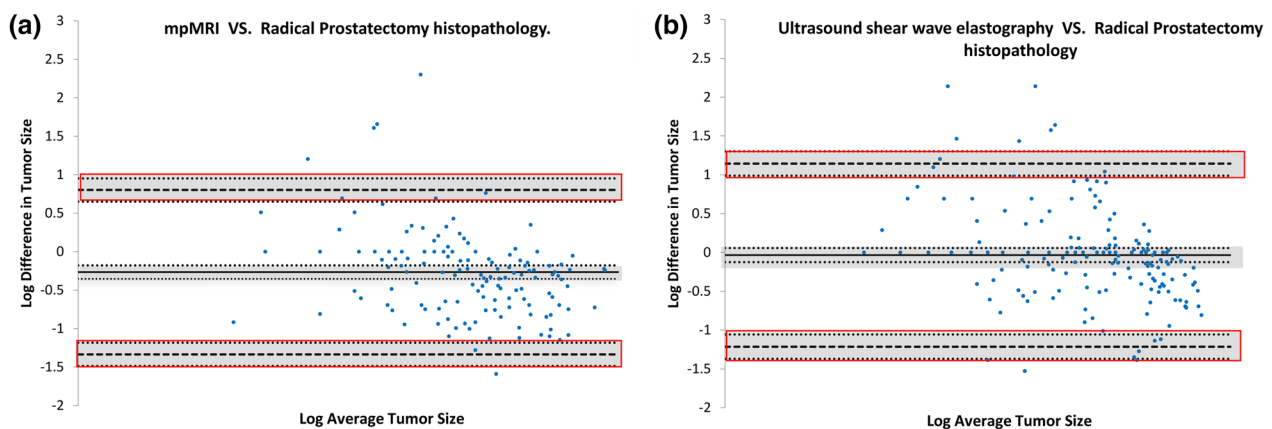 (a)
mpMRI VS. Radical Prostatectomy histopathology.
3
2.5
2
1.5
1
0.5
0
-0.5
-1
-1.5
-2
Log Difference in Tumor Size
Log Average Tumor Size
(b)
Ultrasound shear wave elastography VS. Radical Prostatectomy
histopathology
3
2.5
2
1.5
1
0.5
0
-0.5
-1
-1.5
-2
Log Difference in Tumor Size
Log Average Tumor Size